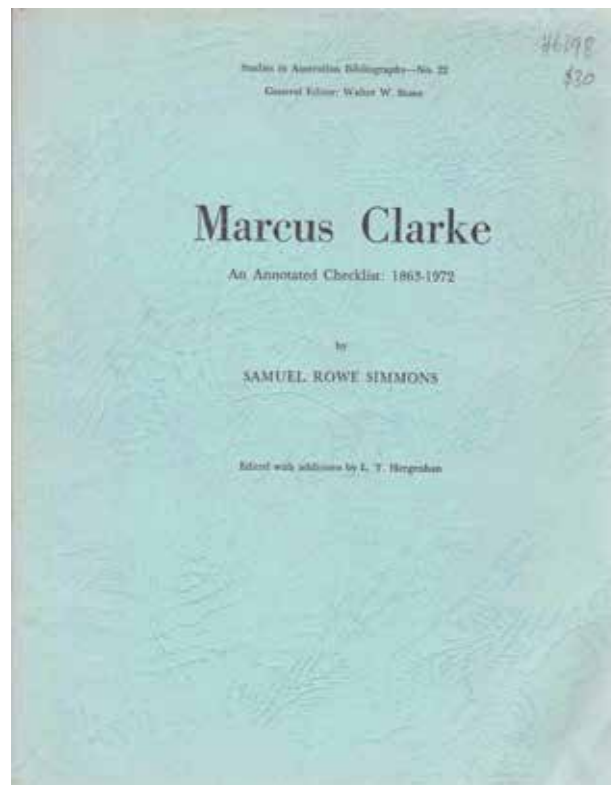 #6198
$30
Studies in Australian Bibliography—No. 22
General Editor: Walter W. Stone
Marcus Clarke
An Annotated Checklist: 1863-1972
by
SAMUEL ROWE SIMMONS
Edited with additions by L. T. Hergenhan